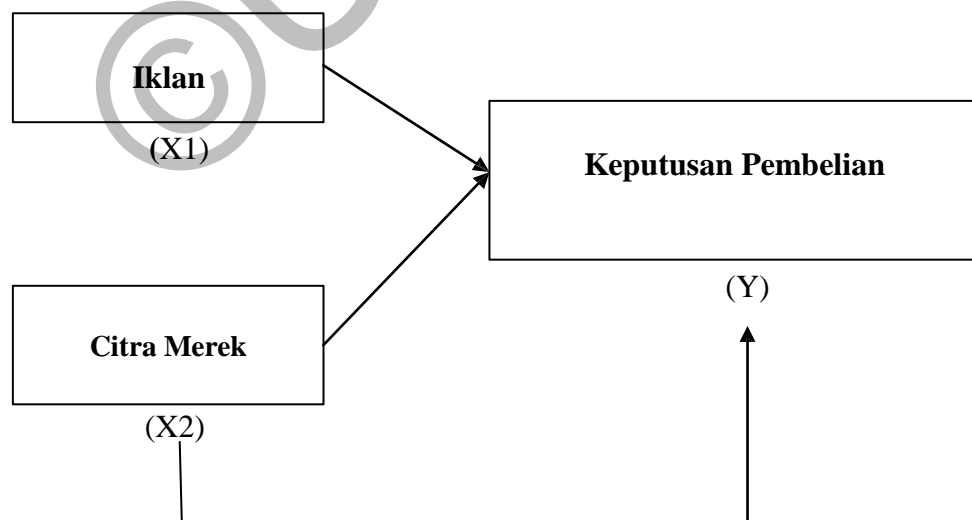 Iklan
(X1)
Keputusan Pembelian
(Y)
Citra Merek
(X2)